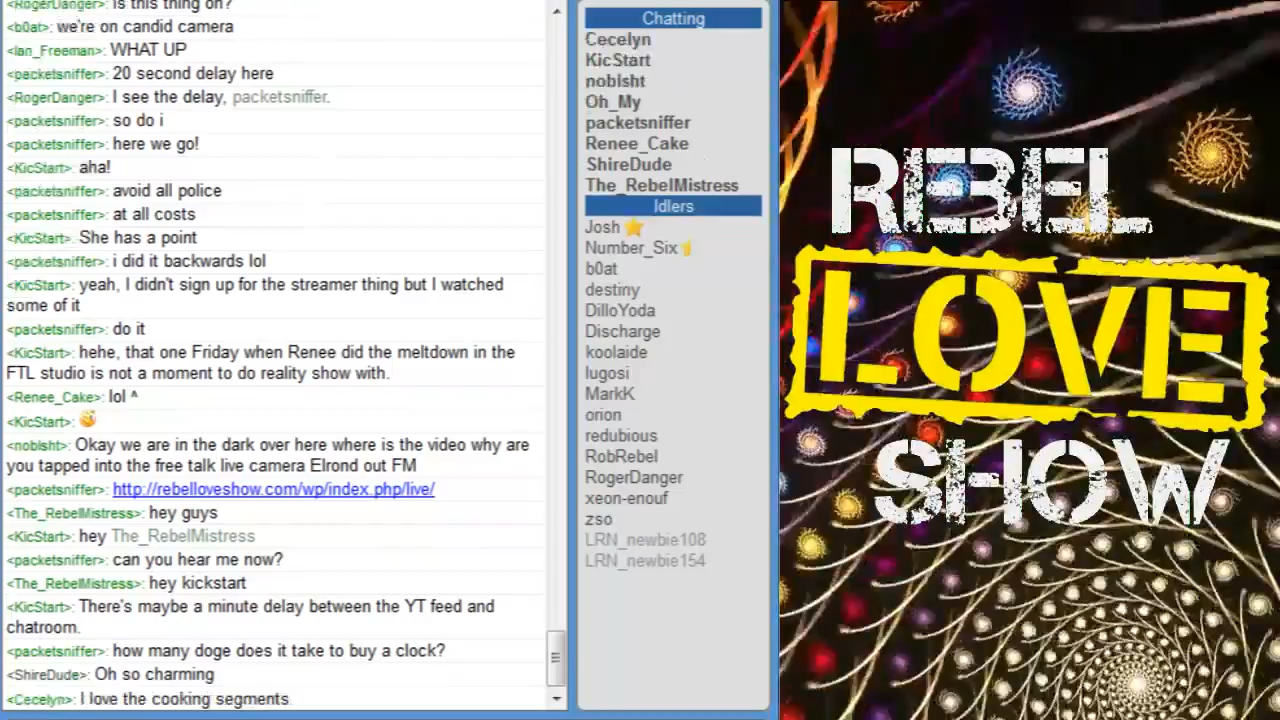 <RogerDanger>: is this thing on?
<b0at>: we're on candid camera
<Ian_Freeman>: WHAT UP
<packetsniffer>: 20 second delay here
<RogerDanger>: I see the delay, packetsniffer.
<packetsniffer>: so do i
<packetsniffer>: here we go!
<KicStart>: aha!
<packetsniffer>: avoid all police
<packetsniffer>: at all costs
<KicStart>: She has a point
<packetsniffer>: i did it backwards lol
<KicStart>: yeah, I didn't sign up for the streamer thing but I watched
some of it
<packetsniffer>: do it
<KicStart>: hehe, that one Friday when Renee did the meltdown in the
FTL studio is not a moment to do reality show with.
<Renee_Cake>: lol ^
<KicStart>:
<nobisht>: Okay we are in the dark over here where is the video why are
you tapped into the free talk live camera Elrond out FM
<packetsniffer>: http://rebelloveshow.com/wp/index.php/live/
<The_RebelMistress>: hey guys
<KicStart>: hey The_RebelMistress
<packetsniffer>: can you hear me now?
<The_RebelMistress>: hey kickstart
<KicStart>: There's maybe a minute delay between the YT feed and
chatroom.
<packetsniffer>: how many doge does it take to buy a clock?
<ShireDude>: Oh so charming
<Cecelyn>: I love the cooking segments
Chatting
Cecelyn
KicStart
nobisht
Oh_My
packetsniffer
Renee_Cake
ShireDude
The_RebelMistress
Idlers
Josh
Number_Six
b0at
destiny
DilloYoda
Discharge
koolaide
lugosi
MarkK
orion
redubious
RobRebel
RogerDanger
xeon-enouf
zso
LRN_newbie108
LRN_newbie154
REBEL
LOVE
SHOW